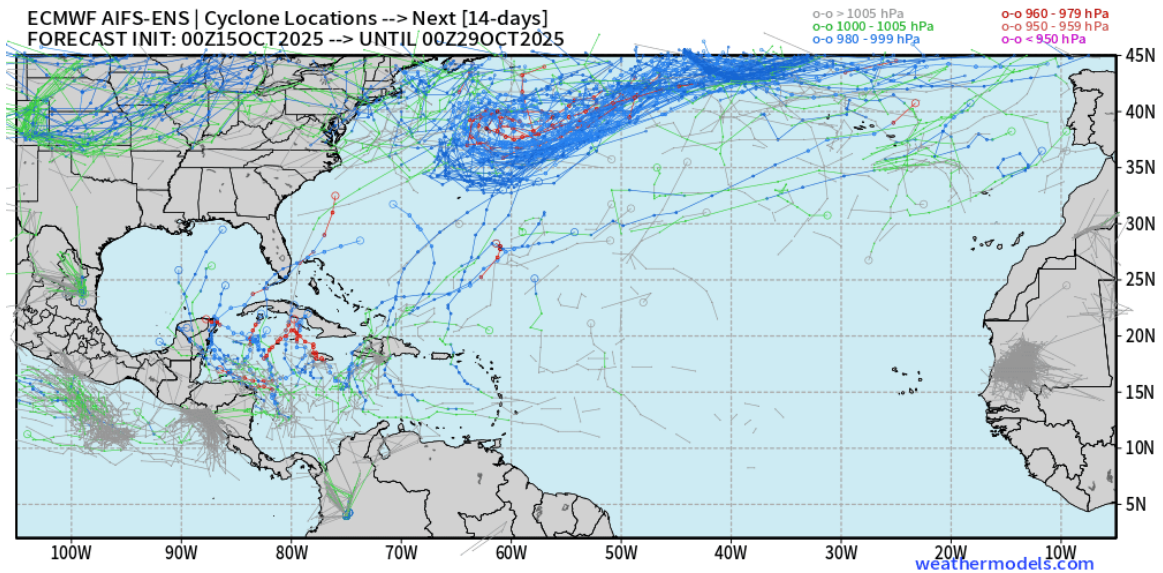 ECMWF AIFS-ENS | Cyclone Locations --> Next [14-days]
FORECAST INIT: 00Z15OCT2025 --> UNTIL 00Z29OCT2025
o-o > 1005 hPa
o-o 1000 - 1005 hPa
o-o 980 - 999 hPa
o-o 960 - 979 hPa
o-o 950 - 959 hPa
o-o < 950 hPa
45N
40N
35N
30N
25N
20N
15N
10N
5N
100W 90W 80W 70W 60W 50W 40W 30W 20W 10W
weathermodels.com